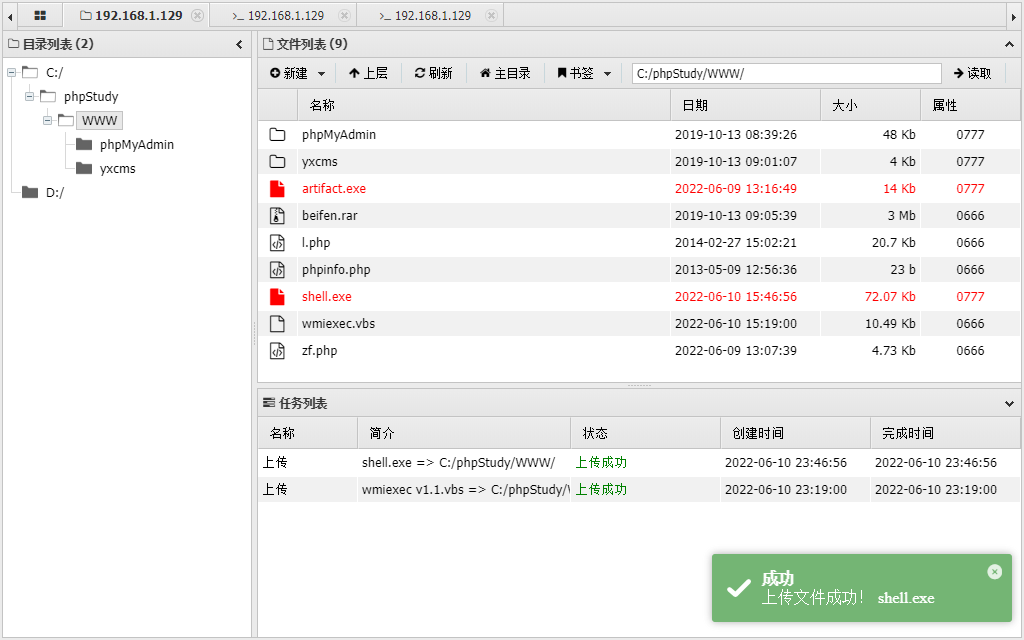 192.168.1.129 >_ 192.168.1.129 >_ 192.168.1.129
目录列表 (2)
C:/
phpStudy
WWW
phpMyAdmin
yxcms
D:/
文件列表 (9)
新建 上层 刷新 主目录 书签 C:/phpStudy/WWW/ 读取
名称 日期 大小 属性
phpMyAdmin 2019-10-13 08:39:26 48 Kb 0777
yxcms 2019-10-13 09:01:07 4 Kb 0777
artifact.exe 2022-06-09 13:16:49 14 Kb 0777
beifen.rar 2019-10-13 09:05:39 3 Mb 0666
l.php 2014-02-27 15:02:21 20.7 Kb 0666
phpinfo.php 2013-05-09 12:56:36 23 b 0666
shell.exe 2022-06-10 15:46:56 72.07 Kb 0777
wmiexec.vbs 2022-06-10 15:19:00 10.49 Kb 0666
zf.php 2022-06-09 13:07:39 4.73 Kb 0666
任务列表
名称 简介 状态 创建时间 完成时间
上传 shell.exe => C:/phpStudy/WWW/ 上传成功 2022-06-10 23:46:56 2022-06-10 23:46:56
上传 wmiexec v1.1.vbs => C:/phpStudy/ 上传成功 2022-06-10 23:19:00 2022-06-10 23:19:00
成功
上传文件成功! shell.exe